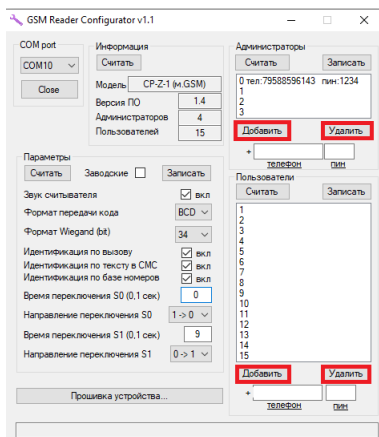 GSM Reader Configurator v1.1
COM port
COM10
Close
Информация
Считать
Модель CP-Z-1 (м.GSM)
Версия ПО 1.4
Администраторов 4
Пользователей 15
Параметры
Считать Заводские Записать
Звук считывателя вкл
Формат передачи кода BCD
Формат Wiegand (bit) 34
Идентификация по вызову вкл
Идентификация по тексту в СМС вкл
Идентификация по базе номеров вкл
Время переключения S0 (0,1 сек) 0
Направление переключения S0 1 -> 0
Время переключения S1 (0,1 сек) 9
Направление переключения S1 0 -> 1
Прошивка устройства...
Администраторы
Считать Записать
0 тел:79588596143 пин:1234
1
2
3
Добавить Удалить
+
телефон пин
Пользователи
Считать Записать
1
2
3
4
5
6
7
8
9
10
11
12
13
14
15
Добавить Удалить
+
телефон пин